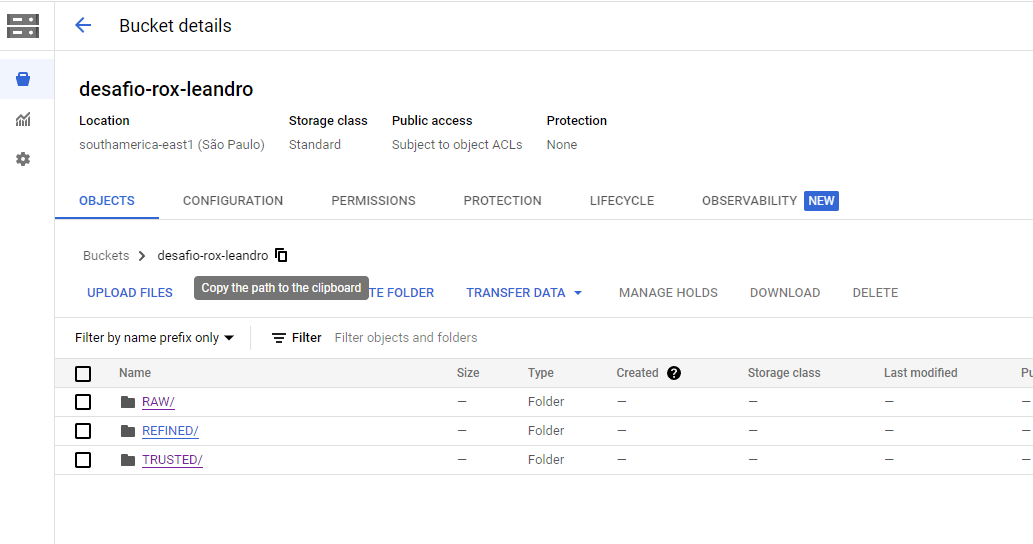 Bucket details
desafio-rox-leandro
Location Storage class Public access Protection
southamerica-east1 (São Paulo) Standard Subject to object ACLs None
OBJECTS CONFIGURATION PERMISSIONS PROTECTION LIFECYCLE OBSERVABILITY NEW
Buckets desafio-rox-leandro
Copy the path to the clipboard
UPLOAD FILES FOLDER TRANSFER DATA MANAGE HOLDS DOWNLOAD DELETE
Filter by name prefix only Filter Filter objects and folders
Name Size Type Created ? Storage class Last modified
RAW/ — Folder — — — —
REFINED/ — Folder — — — —
TRUSTED/ — Folder — — — —